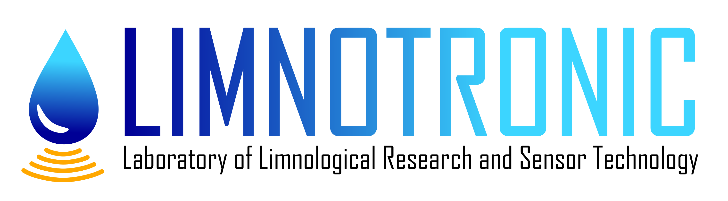 LIMNOTRONIC
Laboratory of Limnological Research and Sensor Technology